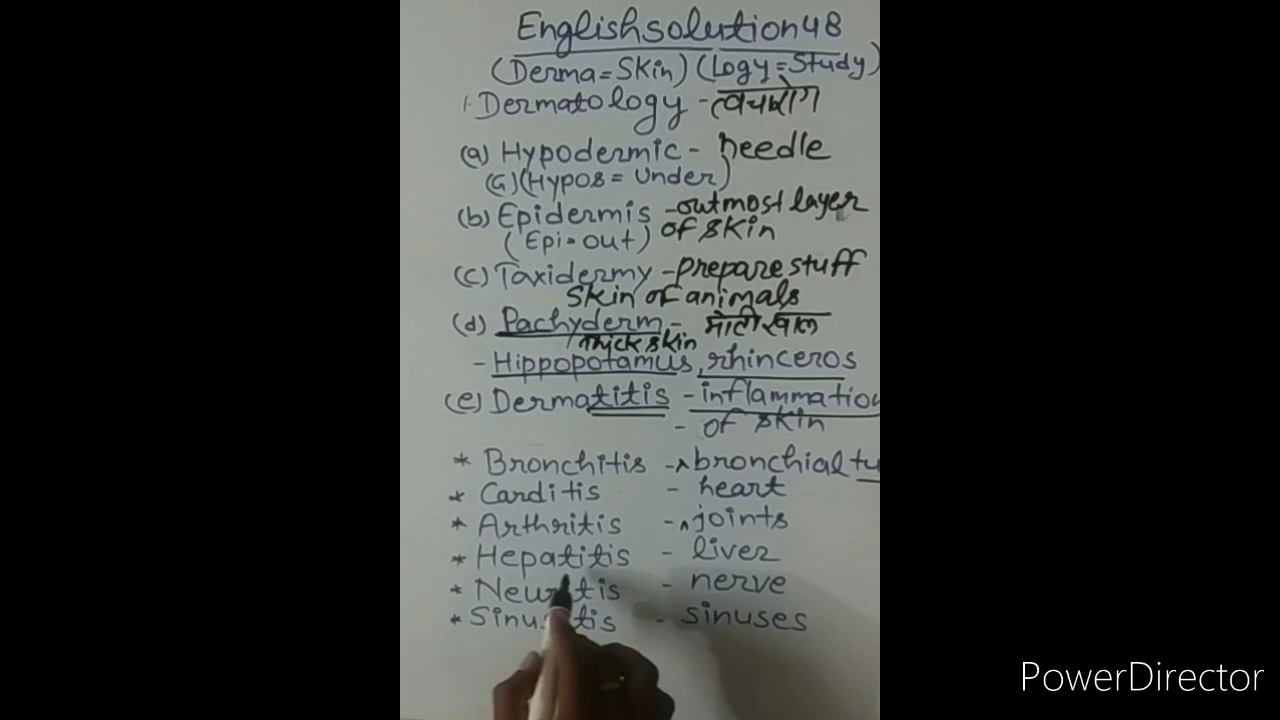 Englishsolution48
(Derma=Skin) (Logy=Study)
1. Dermatology - त्वचारोग
(a) Hypodermic - Needle
(G)(Hypos = Under)
(b) Epidermis - outmost layer
(Epi=out) of skin
(c) Taxidermy - prepare stuff
skin of animals
(d) Pachyderm - मोटी खाल
thick skin
- Hippopotamus, rhinceros
(e) Dermatitis - inflammation
- of skin
* Bronchitis - ^ bronchial tu
* Carditis - heart
* Arthritis - ^ joints
* Hepatitis - liver
* Neuritis - nerve
* Sinusitis - sinuses
PowerDirector